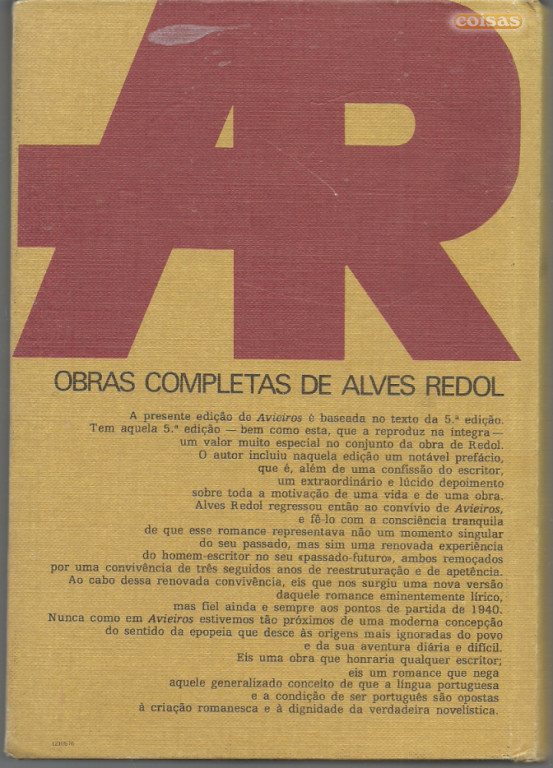 coisas
AR
OBRAS COMPLETAS DE ALVES REDOL
A presente edição de Avieiros é baseada no texto da 5.ª edição.
Tem aquela 5.ª edição — bem como esta, que a reproduz na íntegra —
um valor muito especial no conjunto da obra de Redol.
O autor incluiu naquela edição um notável prefácio,
que é, além de uma confissão do escritor,
um extraordinário e lúcido depoimento
sobre toda a motivação de uma vida e de uma obra.
Alves Redol regressou então ao convívio de Avieiros,
e fê-lo com a consciência tranquila
de que esse romance representava não um momento singular
do seu passado, mas sim uma renovada experiência
do homem-escritor no seu «passado-futuro», ambos remoçados
por uma convivência de três seguidos anos de reestruturação e de apetência.
Ao cabo dessa renovada convivência, eis que nos surgiu uma nova versão
daquele romance eminentemente lírico,
mas fiel ainda e sempre aos pontos de partida de 1940.
Nunca como em Avieiros estivemos tão próximos de uma moderna concepção
do sentido da epopeia que desce às origens mais ignoradas do povo
e da sua aventura diária e difícil.
Eis uma obra que honraria qualquer escritor;
eis um romance que nega
aquele generalizado conceito de que a língua portuguesa
e a condição de ser português são opostas
à criação romanesca e à dignidade da verdadeira novelística.